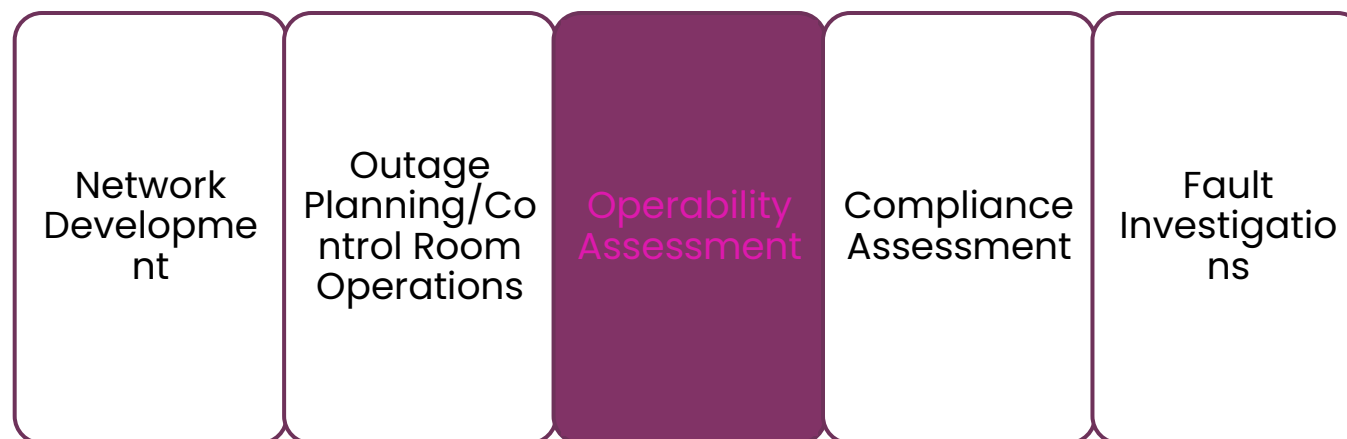 Network
Developme
nt
Outage
Planning/Co
ntrol Room
Operations
Operability
Assessment
Compliance
Assessment
Fault
Investigatio
ns